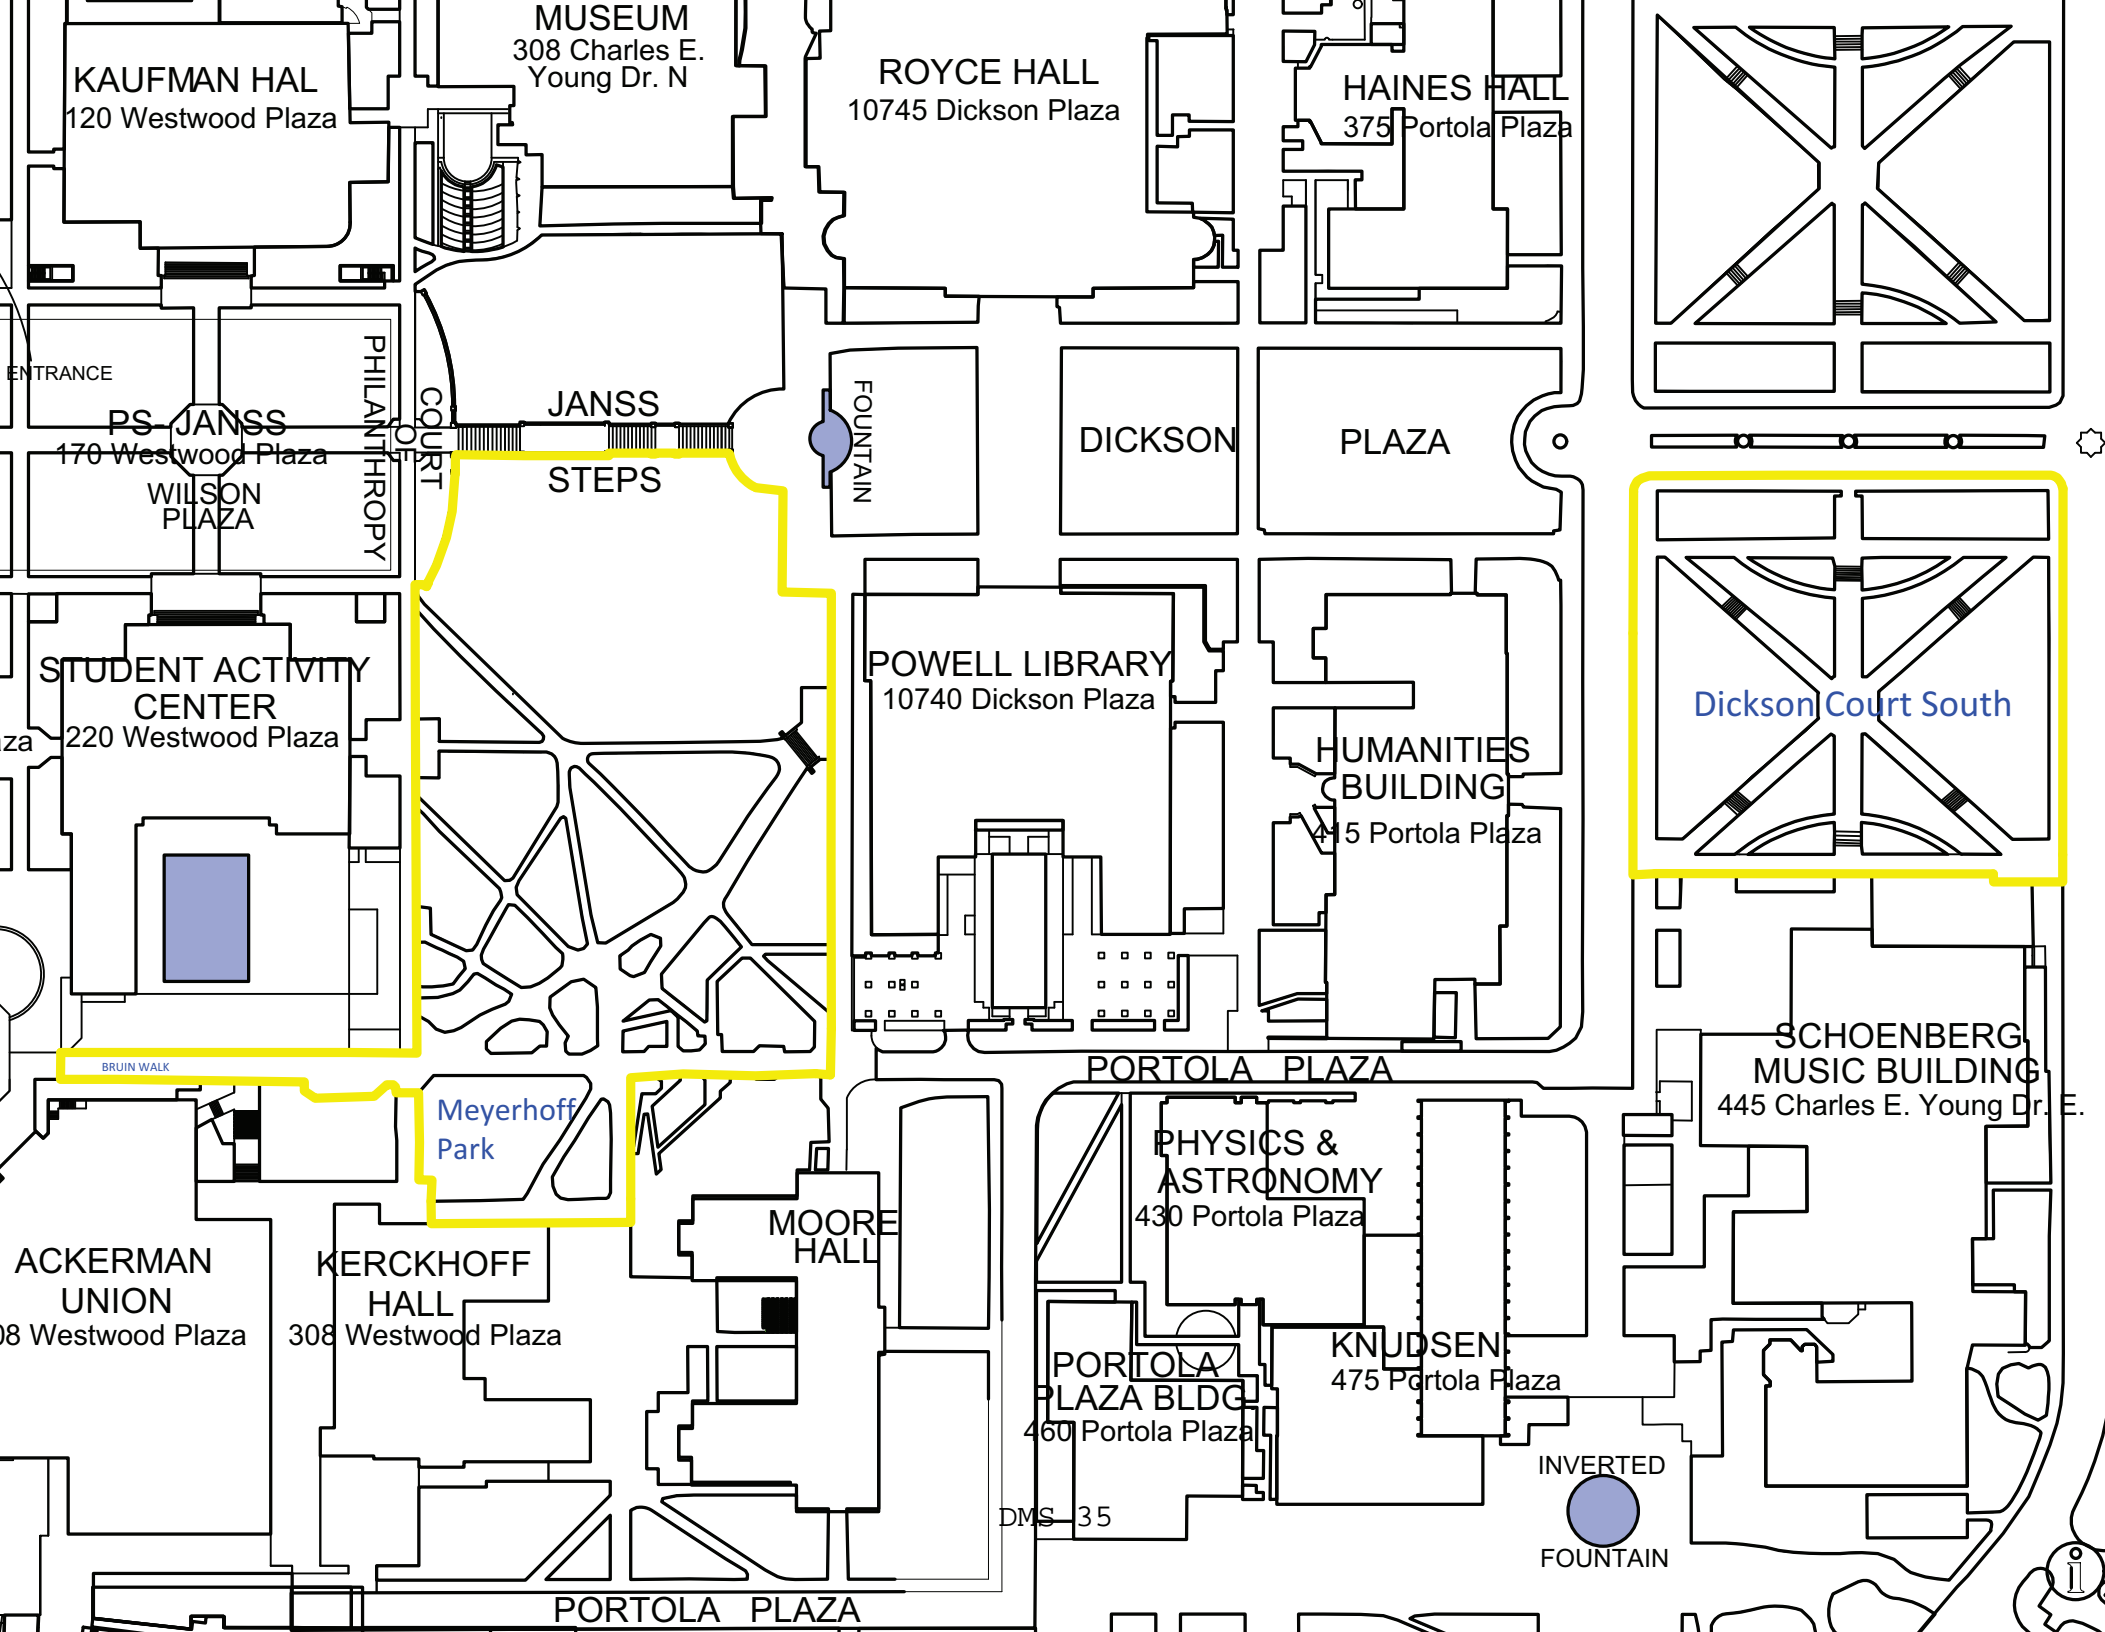 MUSEUM
308 Charles E.
Young Dr. N
KAUFMAN HAL
120 Westwood Plaza
ROYCE HALL
10745 Dickson Plaza
HAINES HALL
375 Portola Plaza
ENTRANCE
PS- JANSS
170 Westwood Plaza
WILSON
PLAZA
COURT
OF
PHILANTHROPY
JANSS
STEPS
FOUNTAIN
DICKSON PLAZA
STUDENT ACTIVITY
CENTER
220 Westwood Plaza
za
POWELL LIBRARY
10740 Dickson Plaza
HUMANITIES
BUILDING
415 Portola Plaza
Dickson Court South
BRUIN WALK
Meyerhoff
Park
PORTOLA PLAZA
SCHOENBERG
MUSIC BUILDING
445 Charles E. Young Dr. E.
PHYSICS &
ASTRONOMY
430 Portola Plaza
MOORE
HALL
ACKERMAN
UNION
08 Westwood Plaza
KERCKHOFF
HALL
308 Westwood Plaza
PORTOLA
PLAZA BLDG
460 Portola Plaza
KNUDSEN
475 Portola Plaza
INVERTED
FOUNTAIN
DMS 35
PORTOLA PLAZA
i